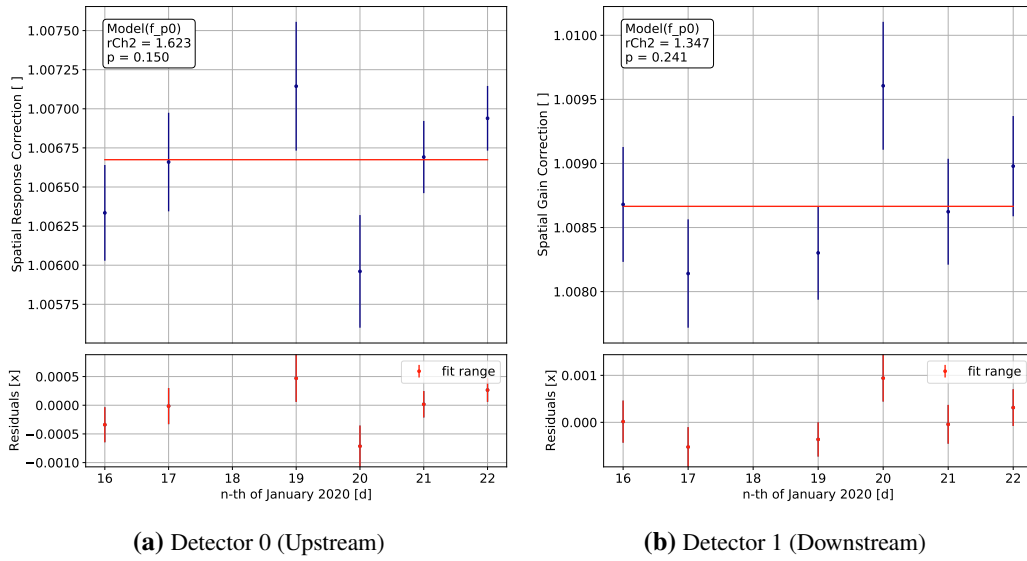 Model(f_p0)
rCh2 = 1.623
p = 0.150
Spatial Response Correction [ ]
1.00750
1.00725
1.00700
1.00675
1.00650
1.00625
1.00600
1.00575
fit range
Residuals [x]
0.0005
0.0000
−0.0005
−0.0010
16 17 18 19 20 21 22
n-th of January 2020 [d]
(a) Detector 0 (Upstream)
Model(f_p0)
rCh2 = 1.347
p = 0.241
Spatial Gain Correction [ ]
1.0100
1.0095
1.0090
1.0085
1.0080
fit range
Residuals [x]
0.001
0.000
16 17 18 19 20 21 22
n-th of January 2020 [d]
(b) Detector 1 (Downstream)